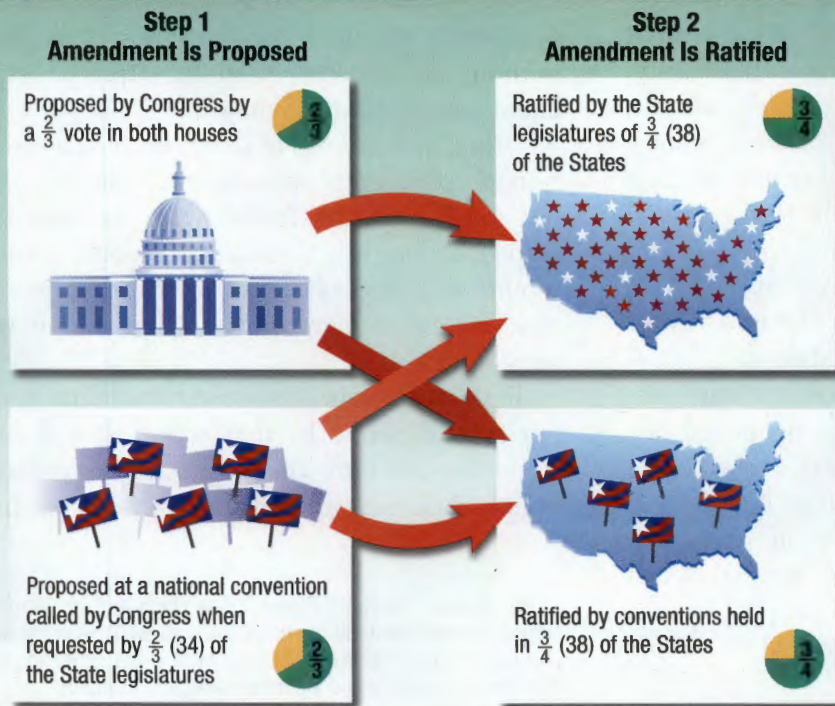 Step 1
Amendment Is Proposed
Proposed by Congress by
a 2/3 vote in both houses
2/3
Proposed at a national convention
called by Congress when
requested by 2/3 (34) of
the State legislatures
2/3
Step 2
Amendment Is Ratified
Ratified by the State
legislatures of 3/4 (38)
of the States
3/4
Ratified by conventions held
in 3/4 (38) of the States
3/4